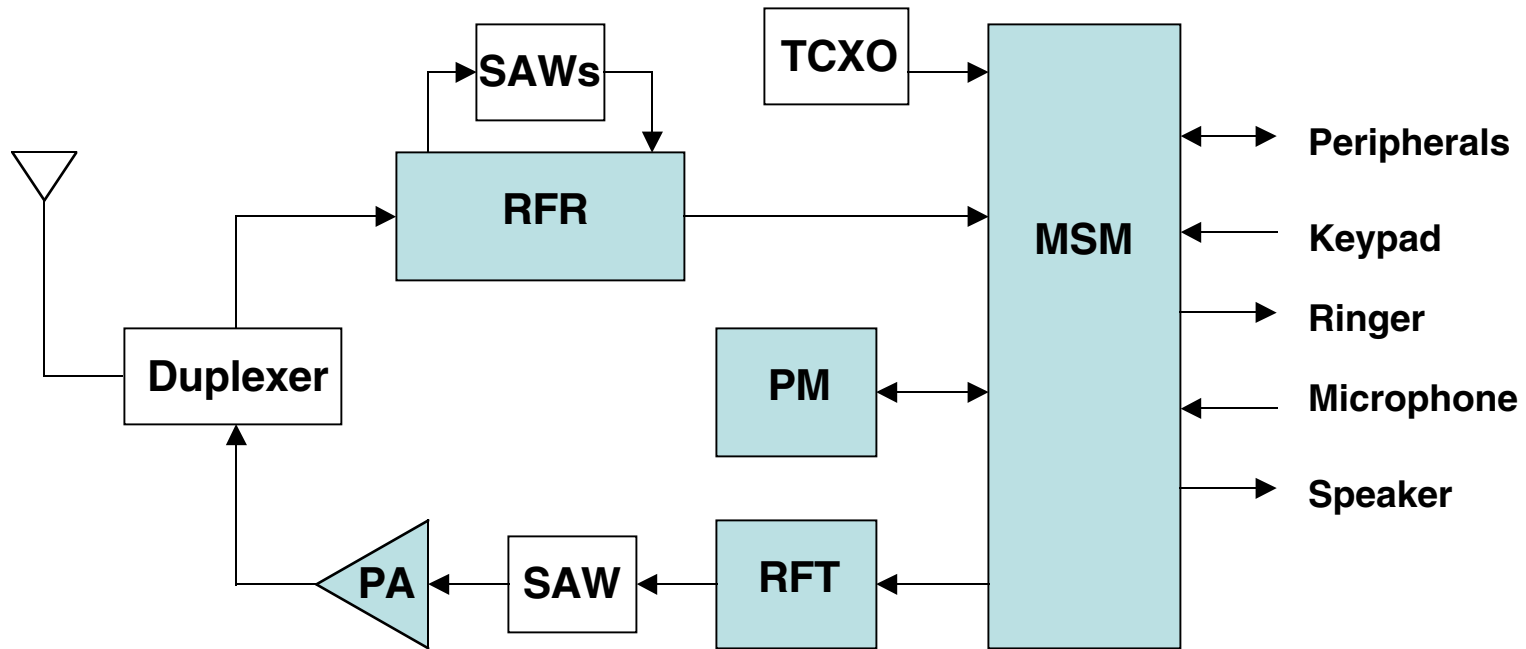 SAWs
TCXO
Peripherals
RFR
MSM
Keypad
Ringer
Duplexer
PM
Microphone
Speaker
PA
SAW
RFT